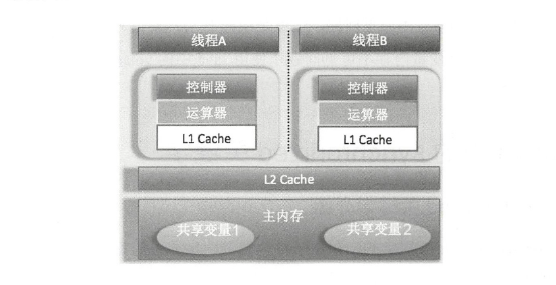 线程A
线程B
控制器
控制器
运算器
运算器
L1 Cache
L1 Cache
L2 Cache
主内存
共享变量1
共享变量2